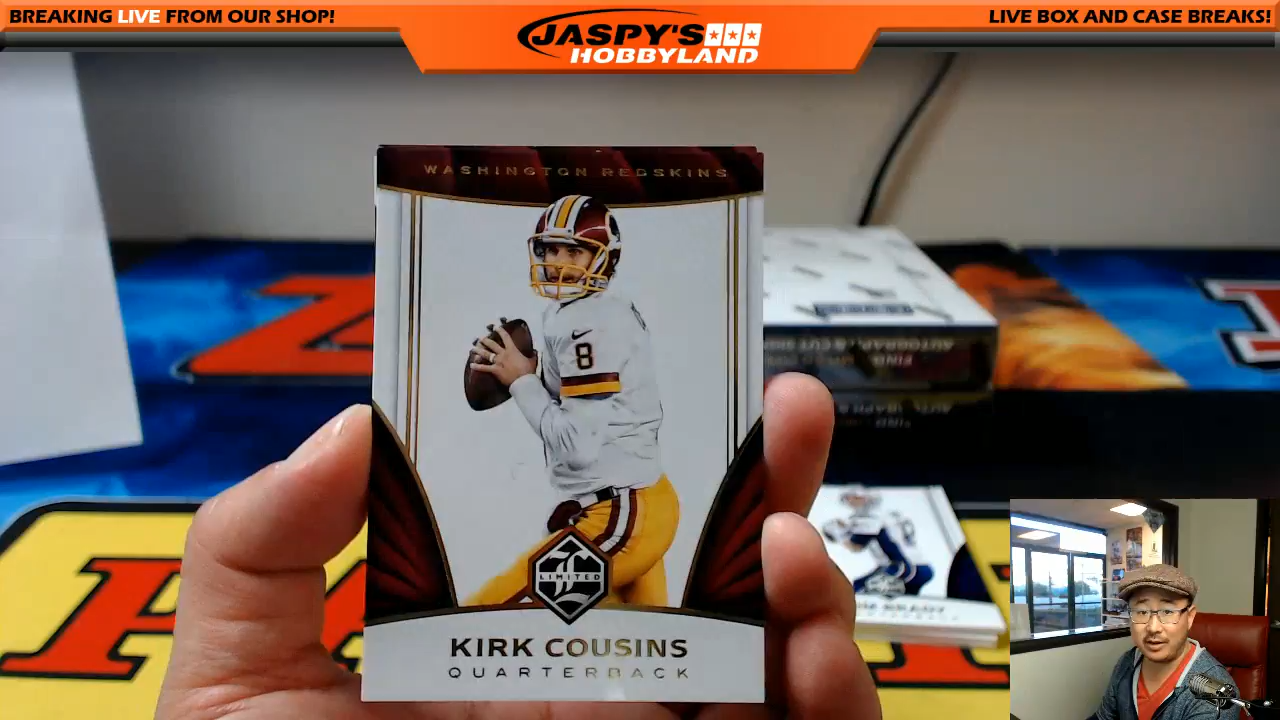 BREAKING LIVE FROM OUR SHOP!
JASPY'S
HOBBYLAND
LIVE BOX AND CASE BREAKS!
WASHINGTON REDSKINS
8
LIMITED
KIRK COUSINS
QUARTERBACK
BRADY